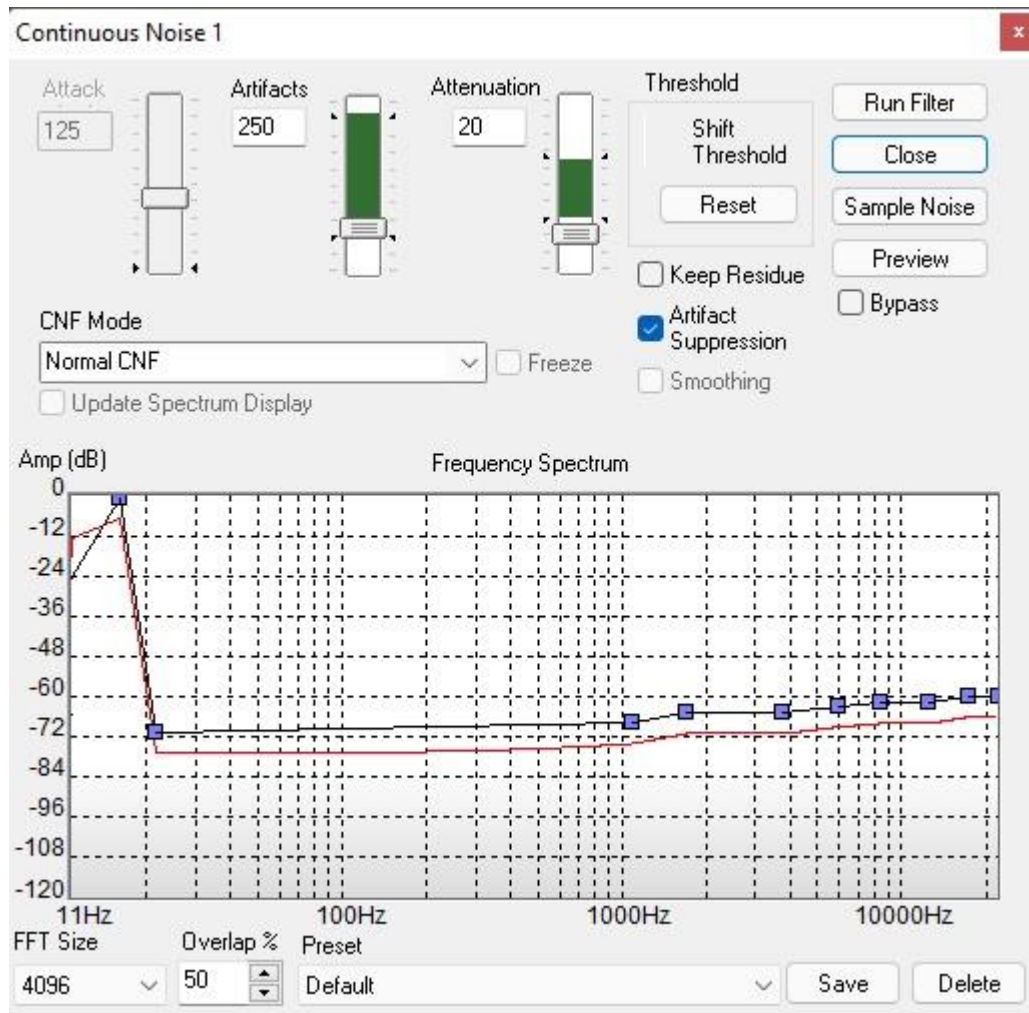 Continuous Noise 1
x
Attack
125
Artifacts
250
Attenuation
20
Threshold
Shift
Threshold
Reset
Run Filter
Close
Sample Noise
Preview
Bypass
Keep Residue
Artifact
Suppression
Smoothing
CNF Mode
Normal CNF
Freeze
Update Spectrum Display
Amp (dB)
Frequency Spectrum
0
-12
-24
-36
-48
-60
-72
-84
-96
-108
-120
11Hz 100Hz 1000Hz 10000Hz
FFT Size Overlap % Preset
4096 50 Default Save Delete